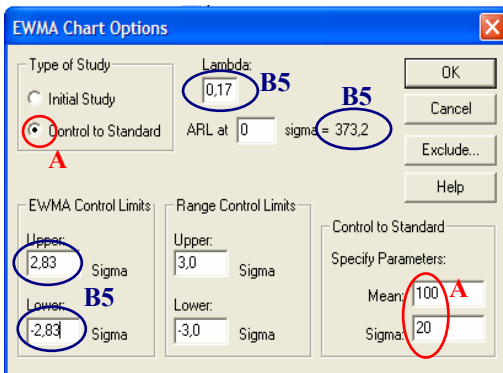 EWMA Chart Options
Type of Study
Initial Study
Control to Standard
A
Lambda:
0,17
B5
ARL at 0 sigma = 373,2
B5
OK
Cancel
Exclude...
Help
EWMA Control Limits
Upper:
2,83 Sigma
B5
Lower:
-2,83 Sigma
Range Control Limits
Upper:
3,0 Sigma
Lower:
-3,0 Sigma
Control to Standard
Specify Parameters:
Mean: 100 A
Sigma: 20